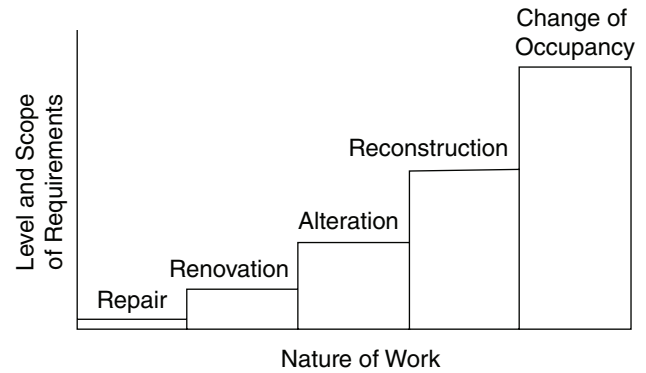 Change of
Occupancy
Reconstruction
Alteration
Renovation
Repair
Level and Scope
of Requirements
Nature of Work